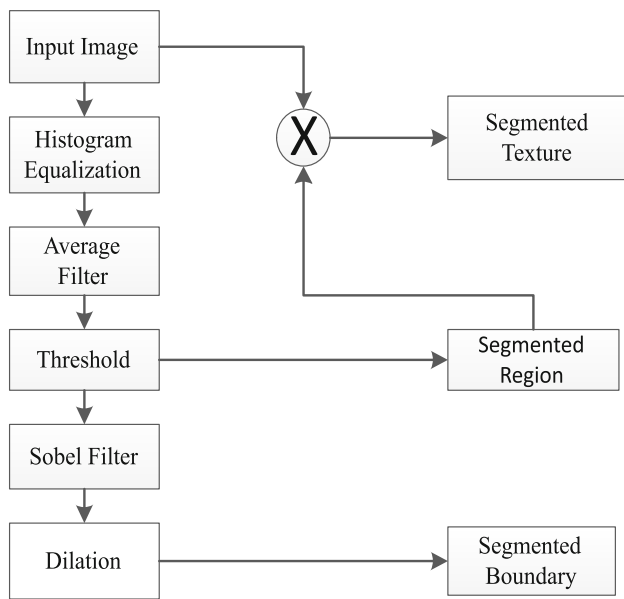 Input Image
Histogram
Equalization
Average
Filter
Threshold
Sobel Filter
Dilation
X
Segmented
Texture
Segmented
Region
Segmented
Boundary